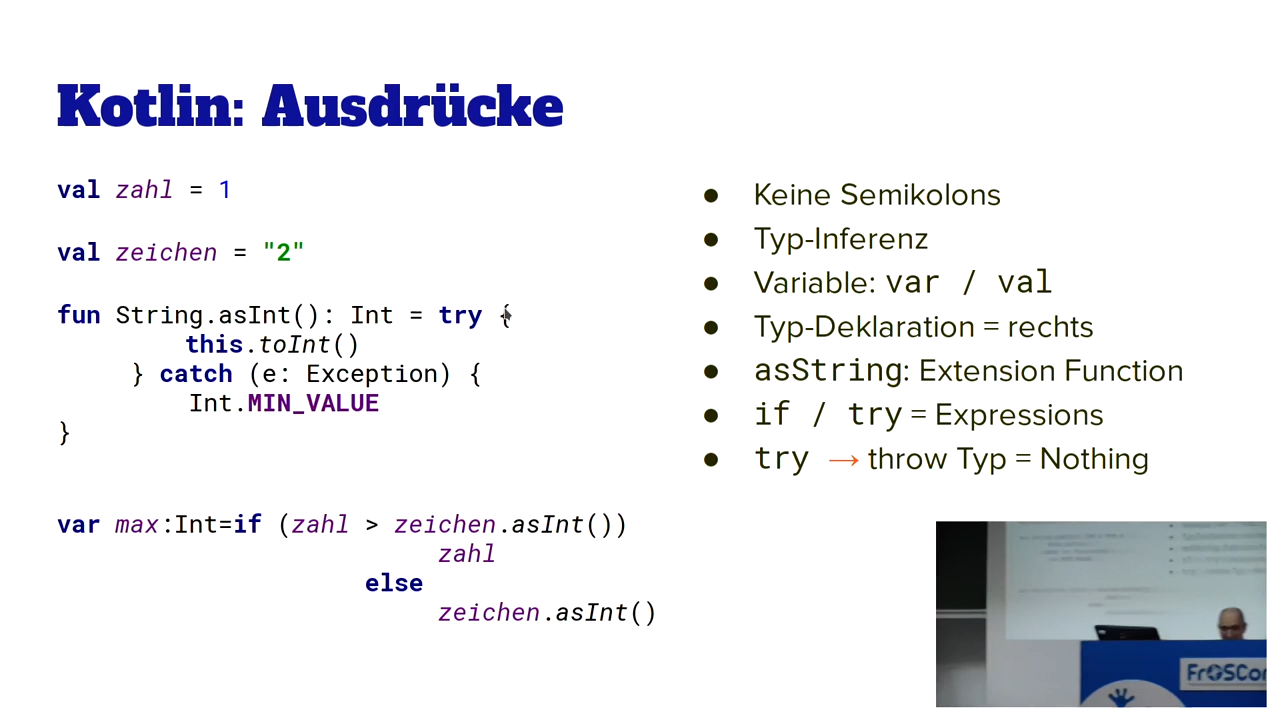 Kotlin: Ausdrücke
val zahl = 1
val zeichen = "2"
fun String.asInt(): Int = try {
this.toInt()
} catch (e: Exception) {
Int.MIN_VALUE
}
var max:Int=if (zahl > zeichen.asInt())
zahl
else
zeichen.asInt()
● Keine Semikolons
● Typ-Inferenz
● Variable: var / val
● Typ-Deklaration = rechts
● asString: Extension Function
● if / try = Expressions
● try → throw Typ = Nothing
FrOSCon